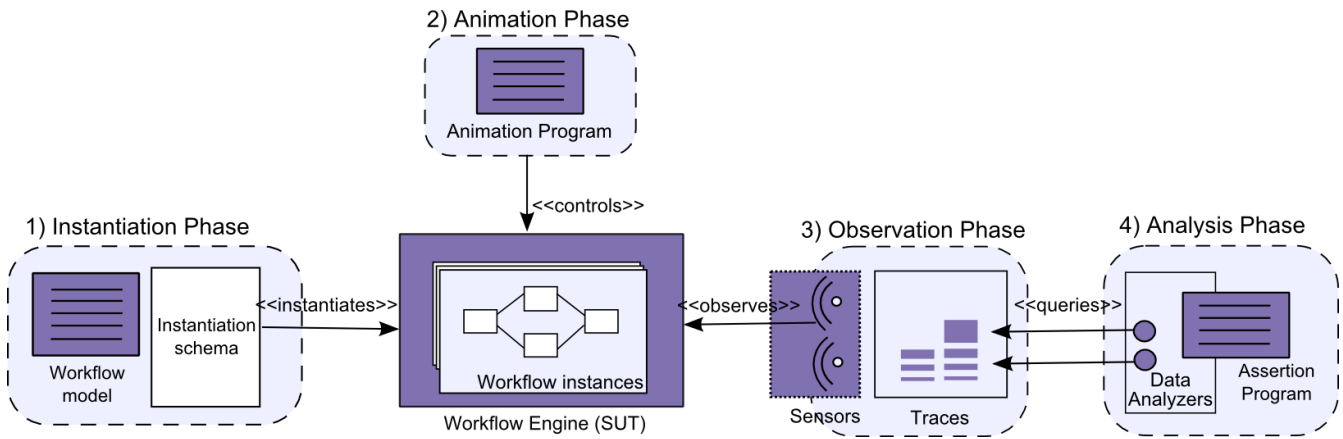 2) Animation Phase
Animation Program
<<controls>>
1) Instantiation Phase
Workflow
model
Instantiation
schema
<<instantiates>>
Workflow instances
Workflow Engine (SUT)
<<observes>>
3) Observation Phase
Sensors
Traces
<<queries>>
4) Analysis Phase
Data
Analyzers
Assertion
Program